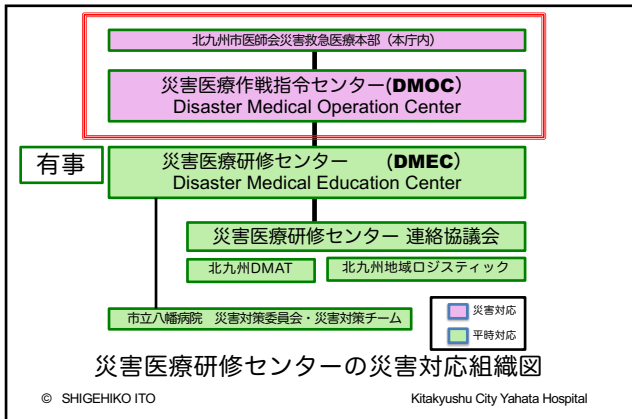 北九州市医師会災害救急医療本部（本庁内）
災害医療作戦指令センター(DMOC)
Disaster Medical Operation Center
有事
災害医療研修センター　　(DMEC)
Disaster Medical Education Center
災害医療研修センター 連絡協議会
北九州DMAT
北九州地域ロジスティック
市立八幡病院　災害対策委員会・災害対策チーム
災害対応
平時対応
災害医療研修センターの災害対応組織図
©　SHIGEHIKO ITO
Kitakyushu City Yahata Hospital